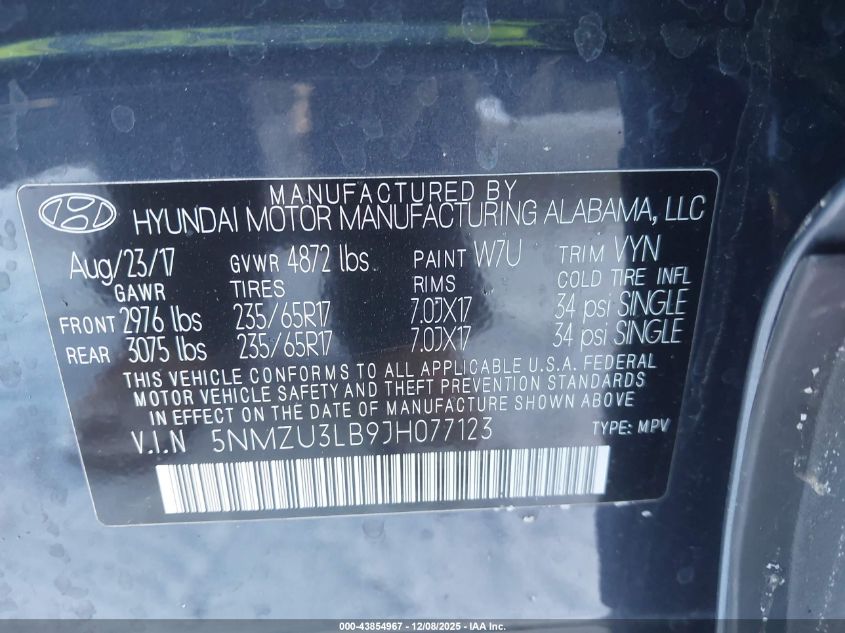 MANUFACTURED BY
HYUNDAI MOTOR MANUFACTURING ALABAMA, LLC
Aug/23/17 GVWR 4872 lbs. PAINT W7U TRIM VYN
GAWR TIRES RIMS COLD TIRE INFL
FRONT 2976 lbs 235/65R17 7.0JX17 34 psi SINGLE
REAR 3075 lbs 235/65R17 7.0JX17 34 psi SINGLE
THIS VEHICLE CONFORMS TO ALL APPLICABLE U.S.A. FEDERAL
MOTOR VEHICLE SAFETY AND THEFT PREVENTION STANDARDS
IN EFFECT ON THE DATE OF MANUFACTURE SHOWN ABOVE.
V.I.N 5NMZU3LB9JH077123 TYPE: MPV
000-43854967 - 12/08/2025 - IAA Inc.